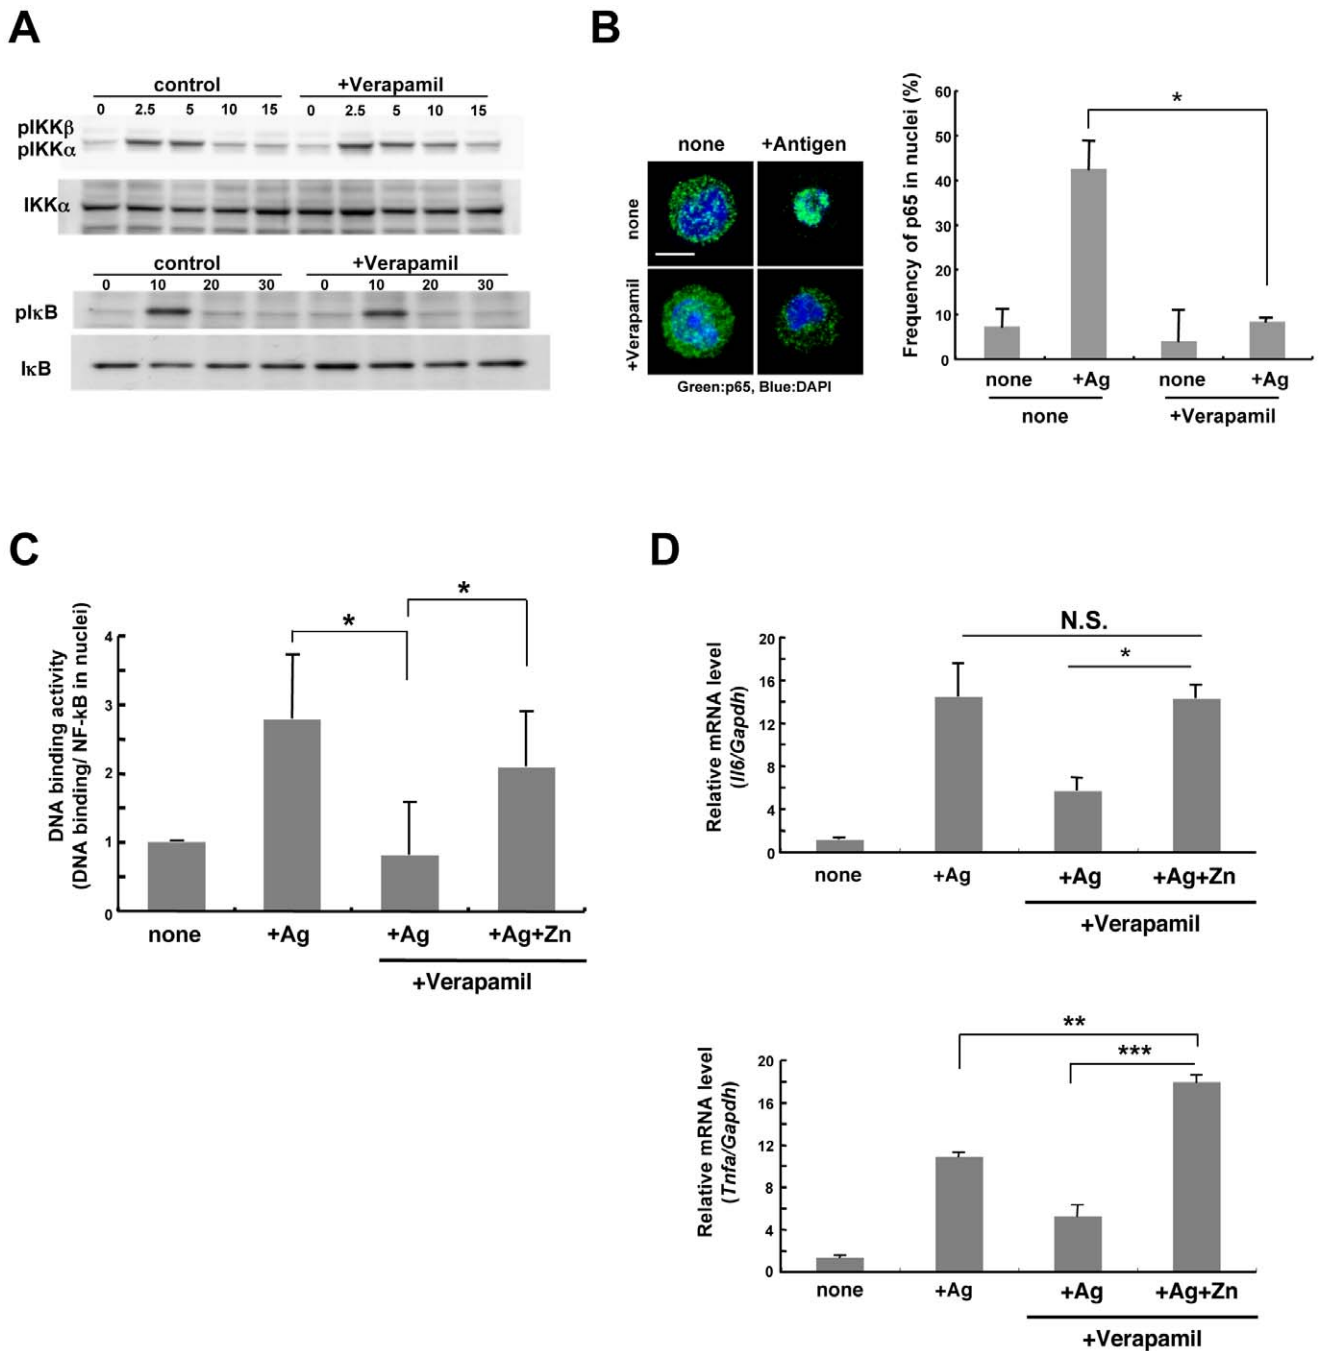 A
control +Verapamil
0 2.5 5 10 15 0 2.5 5 10 15
pIKKβ
pIKKα
IKKα
control +Verapamil
0 10 20 30 0 10 20 30
pIκB
IκB
B
none +Antigen
none
+Verapamil
Green:p65, Blue:DAPI
Frequency of p65 in nuclei (%)
60
50
40
30
20
10
0
*
none +Ag none +Ag
none +Verapamil
C
DNA binding activity
(DNA binding/ NF-kB in nuclei)
4
3
2
1
0
* *
none +Ag +Ag +Ag+Zn
+Verapamil
D
Relative mRNA level
(Il6/Gapdh)
20
16
12
8
4
0
N.S.
*
none +Ag +Ag +Ag+Zn
+Verapamil
Relative mRNA level
(Tnfa/Gapdh)
20
16
12
8
4
0
**
***
none +Ag +Ag +Ag+Zn
+Verapamil